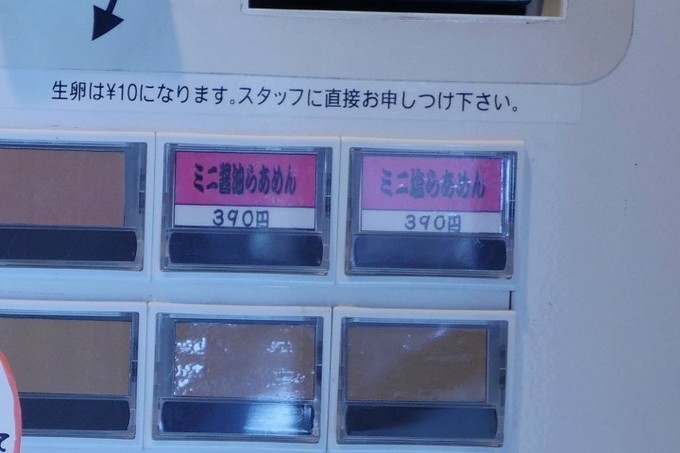 生卵は¥10になります。スタッフに直接お申しつけ下さい。
ミニ醤油らあめん
390円
ミニ塩らあめん
390円
て